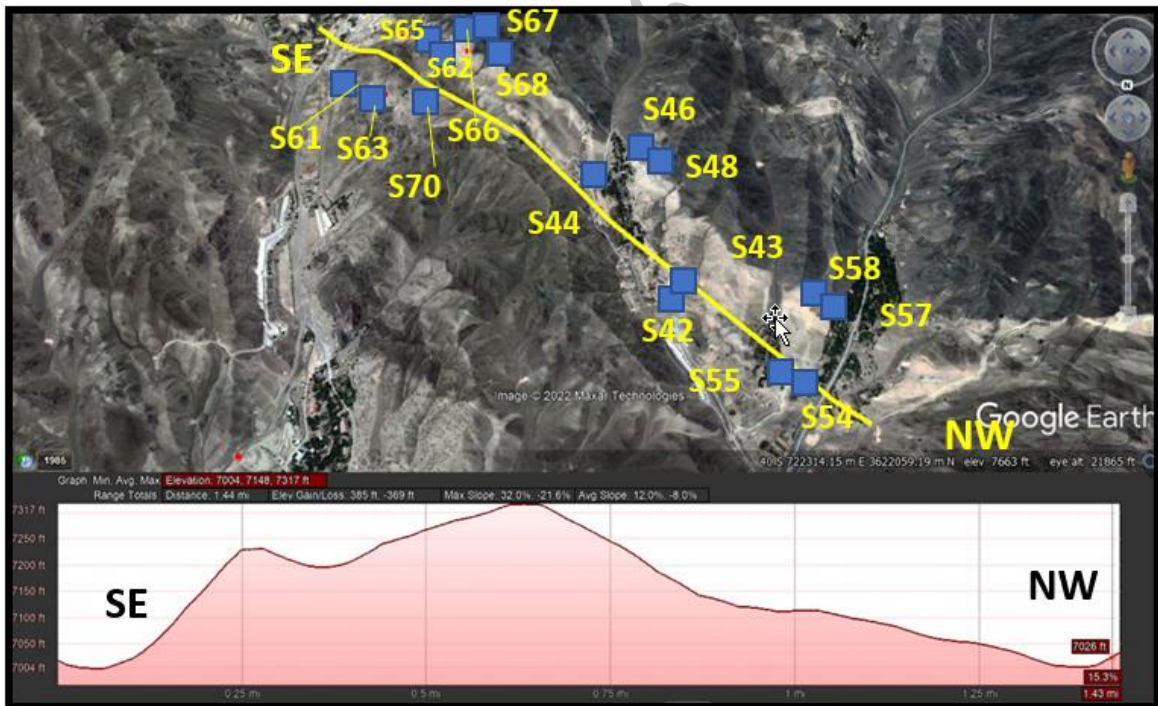 S65
S67
SE
S62
S68
S46
S61
S63
S66
S48
S70
S44
S43
S58
S57
S42
S55
S54
Image © 2022 Maxar Technologies
Google Earth
NW
N
1985
40 S 722314.15 m E 3622059.19 m N elev 7663 ft eye alt 21865 ft
Graph Min, Avg, Max Elevation: 7004, 7148, 7317 ft
Range Totals Distance: 1.44 mi Elev Gain/Loss: 385 ft, -369 ft Max Slope: 32.0%, -21.6% Avg Slope: 12.0%, -8.0%
7317 ft
7250 ft
7200 ft
7150 ft
7100 ft
7050 ft
7004 ft
SE
NW
7026 ft
15.3%
0.25 mi 0.5 mi 0.75 mi 1 mi 1.25 mi 1.43 mi